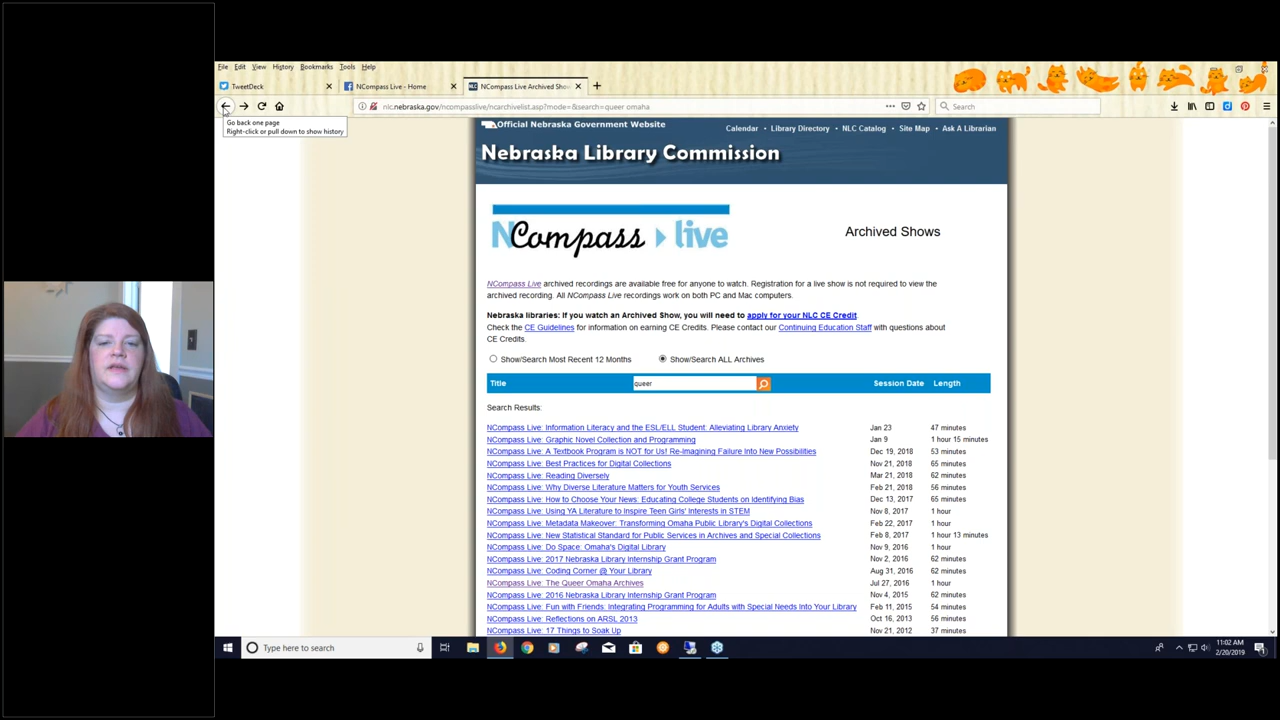 File Edit View History Bookmarks Tools Help
TweetDeck
NCompass Live - Home
NLC NCompass Live Archived Show
nlc.nebraska.gov/ncompasslive/ncarchivelist.asp?mode=&search=queer omaha
Search
Go back one page
Right-click or pull down to show history
Official Nebraska Government Website
Calendar • Library Directory • NLC Catalog • Site Map • Ask A Librarian
Nebraska Library Commission
NCompass live
Archived Shows
NCompass Live archived recordings are available free for anyone to watch. Registration for a live show is not required to view the
archived recording. All NCompass Live recordings work on both PC and Mac computers.
Nebraska libraries: If you watch an Archived Show, you will need to apply for your NLC CE Credit
Check the CE Guidelines for information on earning CE Credits. Please contact our Continuing Education Staff with questions about
CE Credits.
Show/Search Most Recent 12 Months Show/Search ALL Archives
Title queer Session Date Length
Search Results:
NCompass Live: Information Literacy and the ESL/ELL Student: Alleviating Library Anxiety Jan 23 47 minutes
NCompass Live: Graphic Novel Collection and Programming Jan 9 1 hour 15 minutes
NCompass Live: A Textbook Program is NOT for Us! Re-Imagining Failure Into New Possibilities Dec 19, 2018 53 minutes
NCompass Live: Best Practices for Digital Collections Nov 21, 2018 65 minutes
NCompass Live: Reading Diversely Mar 21, 2018 62 minutes
NCompass Live: Why Diverse Literature Matters for Youth Services Feb 21, 2018 56 minutes
NCompass Live: How to Choose Your News: Educating College Students on Identifying Bias Dec 13, 2017 65 minutes
NCompass Live: Using YA Literature to Inspire Teen Girls' Interests in STEM Nov 8, 2017 1 hour
NCompass Live: Metadata Makeover: Transforming Omaha Public Library's Digital Collections Feb 22, 2017 1 hour
NCompass Live: New Statistical Standard for Public Services in Archives and Special Collections Feb 8, 2017 1 hour 13 minutes
NCompass Live: Do Space: Omaha's Digital Library Nov 9, 2016 1 hour
NCompass Live: 2017 Nebraska Library Internship Grant Program Nov 2, 2016 62 minutes
NCompass Live: Coding Corner @ Your Library Aug 31, 2016 62 minutes
NCompass Live: The Queer Omaha Archives Jul 27, 2016 1 hour
NCompass Live: 2016 Nebraska Library Internship Grant Program Nov 4, 2015 62 minutes
NCompass Live: Fun with Friends: Integrating Programming for Adults with Special Needs Into Your Library Feb 11, 2015 54 minutes
NCompass Live: Reflections on ARSL 2013 Oct 16, 2013 56 minutes
NCompass Live: 17 Things to Soak Up Nov 21, 2012 37 minutes
Type here to search
11:02 AM
2/20/2019